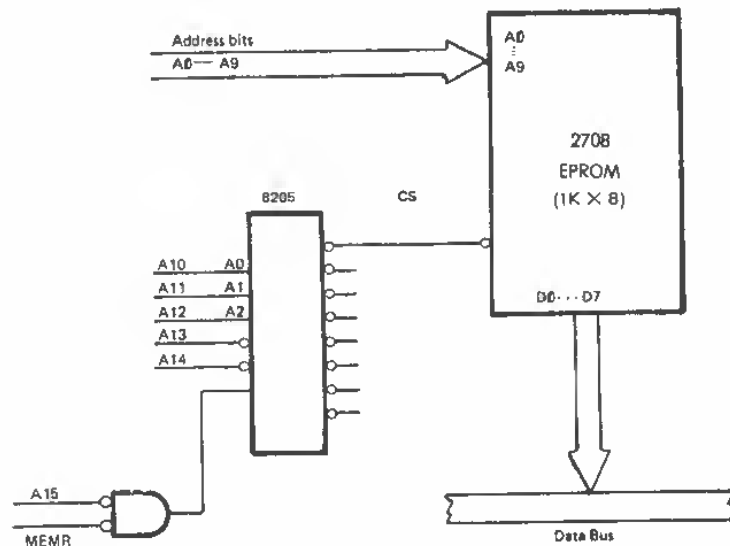 Address bits
A0 — A9
A0
⋮
A9
2708
EPROM
(1K × 8)
8205
CS
A10 A0
A11 A1
A12 A2
A13
A14
D0 · · · D7
A15
MEMR
Data Bus